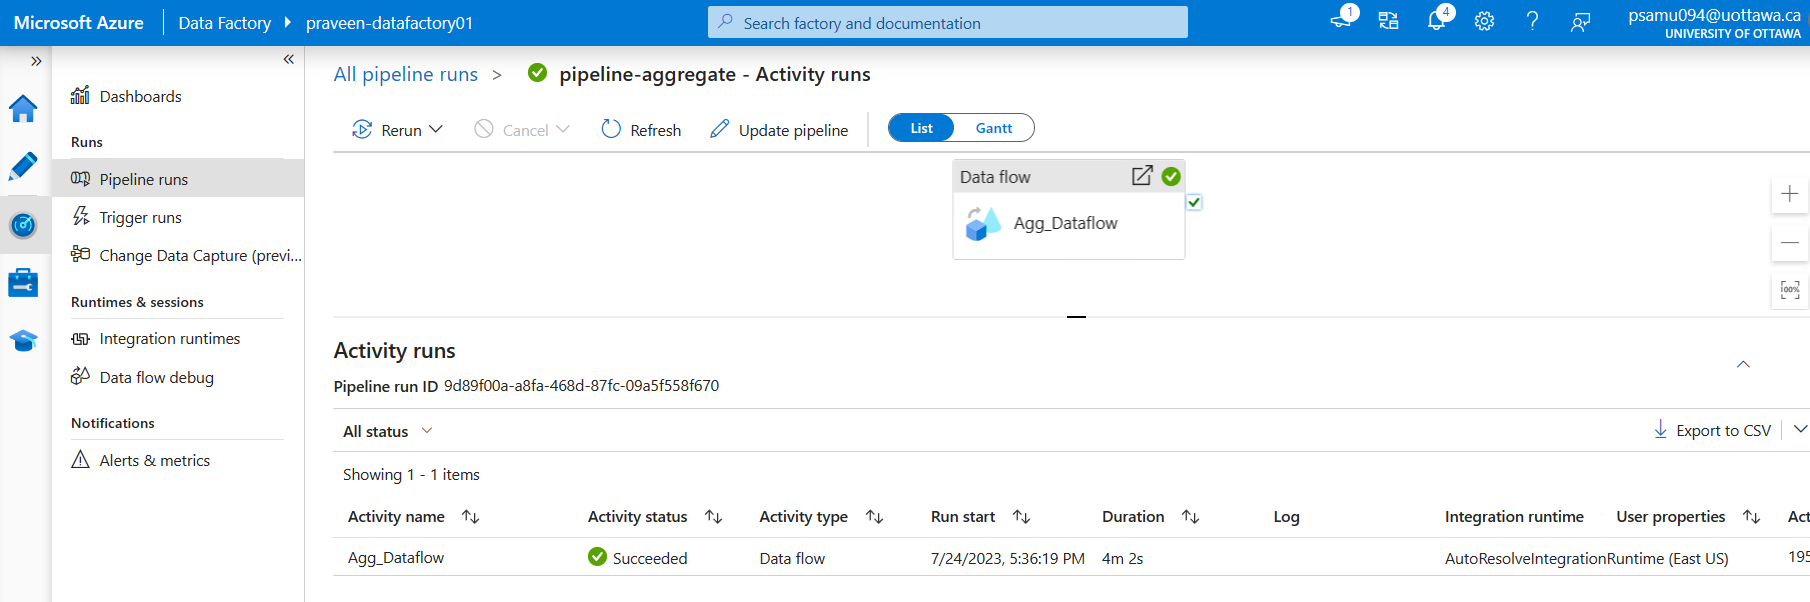 Microsoft Azure Data Factory praveen-datafactory01
Search factory and documentation
1
4
psamu094@uottawa.ca
UNIVERSITY OF OTTAWA
Dashboards
Runs
Pipeline runs
Trigger runs
Change Data Capture (previ...
Runtimes & sessions
Integration runtimes
Data flow debug
Notifications
Alerts & metrics
All pipeline runs > pipeline-aggregate - Activity runs
Rerun Cancel Refresh Update pipeline List Gantt
Data flow
Agg_Dataflow
100%
Activity runs
Pipeline run ID 9d89f00a-a8fa-468d-87fc-09a5f558f670
All status
Export to CSV
Showing 1 - 1 items
Activity name Activity status Activity type Run start Duration Log Integration runtime User properties Act
Agg_Dataflow Succeeded Data flow 7/24/2023, 5:36:19 PM 4m 2s AutoResolveIntegrationRuntime (East US) 195